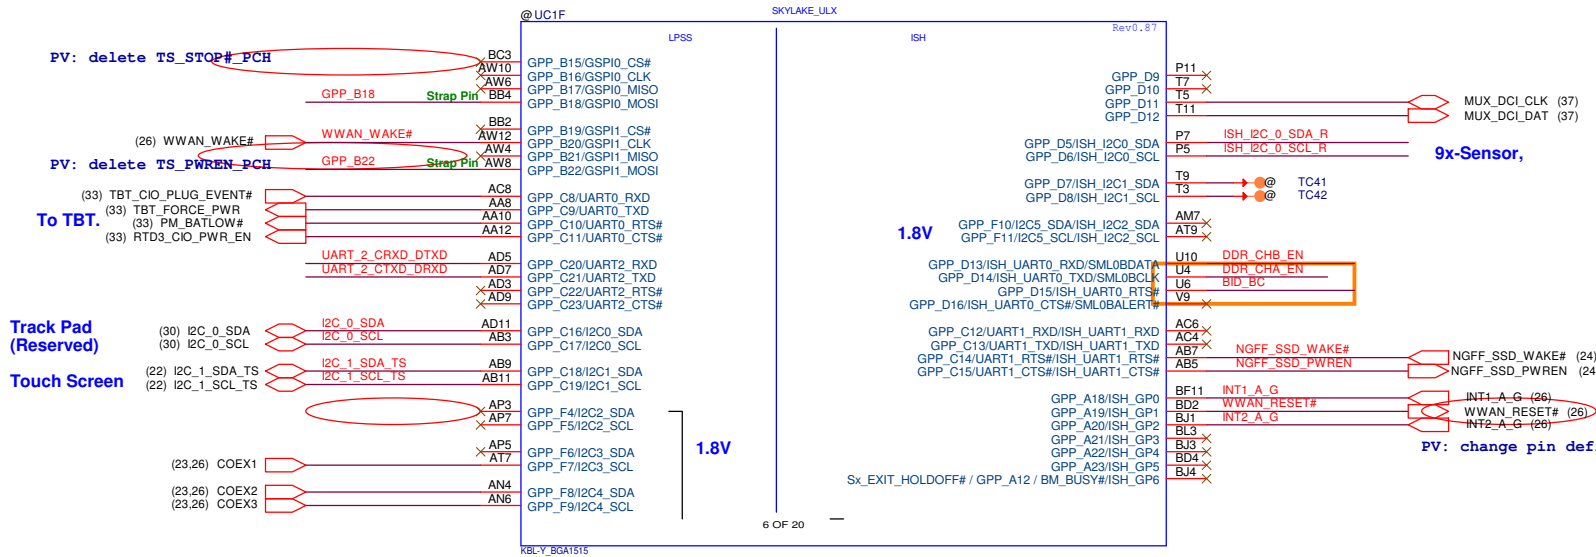 @ UC1F
SKYLAKE_ULX
Rev0.87
LPSS
ISH
PV: delete TS_STOP#_PCH
BC3 GPP_B15/GSPI0_CS#
AW10 GPP_B16/GSPI0_CLK
AW6 GPP_B17/GSPI0_MISO
GPP_B18 Strap Pin BB4 GPP_B18/GSPI0_MOSI
BB2 GPP_B19/GSPI1_CS#
(26) WWAN_WAKE# WWAN_WAKE# AW12 GPP_B20/GSPI1_CLK
AW4 GPP_B21/GSPI1_MISO
PV: delete TS_PWREN_PCH
GPP_B22 Strap Pin AW8 GPP_B22/GSPI1_MOSI
To TBT.
(33) TBT_CIO_PLUG_EVENT# AC8 GPP_C8/UART0_RXD
(33) TBT_FORCE_PWR AA8 GPP_C9/UART0_TXD
(33) PM_BATLOW# AA10 GPP_C10/UART0_RTS#
(33) RTD3_CIO_PWR_EN AA12 GPP_C11/UART0_CTS#
UART_2_CRXD_DTXD AD5 GPP_C20/UART2_RXD
UART_2_CTXD_DRXD AD7 GPP_C21/UART2_TXD
AD3 GPP_C22/UART2_RTS#
AD9 GPP_C23/UART2_CTS#
Track Pad
(Reserved)
(30) I2C_0_SDA I2C_0_SDA AD11 GPP_C16/I2C0_SDA
(30) I2C_0_SCL I2C_0_SCL AB3 GPP_C17/I2C0_SCL
Touch Screen
(22) I2C_1_SDA_TS I2C_1_SDA_TS AB9 GPP_C18/I2C1_SDA
(22) I2C_1_SCL_TS I2C_1_SCL_TS AB11 GPP_C19/I2C1_SCL
AP3 GPP_F4/I2C2_SDA
AP7 GPP_F5/I2C2_SCL
1.8V
AP5 GPP_F6/I2C3_SDA
(23,26) COEX1 AT7 GPP_F7/I2C3_SCL
(23,26) COEX2 AN4 GPP_F8/I2C4_SDA
(23,26) COEX3 AN6 GPP_F9/I2C4_SCL
GPP_D9 P11
GPP_D10 T7
GPP_D11 T5 MUX_DCI_CLK (37)
GPP_D12 T11 MUX_DCI_DAT (37)
GPP_D5/ISH_I2C0_SDA P7 ISH_I2C_0_SDA_R
GPP_D6/ISH_I2C0_SCL P5 ISH_I2C_0_SCL_R
9x-Sensor,
GPP_D7/ISH_I2C1_SDA T9 @ TC41
GPP_D8/ISH_I2C1_SCL T3 @ TC42
1.8V
GPP_F10/I2C5_SDA/ISH_I2C2_SDA AM7
GPP_F11/I2C5_SCL/ISH_I2C2_SCL AT9
GPP_D13/ISH_UART0_RXD/SML0BDATA U10 DDR_CHB_EN
GPP_D14/ISH_UART0_TXD/SML0BCLK U4 DDR_CHA_EN
GPP_D15/ISH_UART0_RTS# U6 BID_BC
GPP_D16/ISH_UART0_CTS#/SML0BALERT# V9
GPP_C12/UART1_RXD/ISH_UART1_RXD AC6
GPP_C13/UART1_TXD/ISH_UART1_TXD AC4
GPP_C14/UART1_RTS#/ISH_UART1_RTS# AB7 NGFF_SSD_WAKE# NGFF_SSD_WAKE# (24)
GPP_C15/UART1_CTS#/ISH_UART1_CTS# AB5 NGFF_SSD_PWREN NGFF_SSD_PWREN (24
GPP_A18/ISH_GP0 BF11 INT1_A_G INT1_A_G (26)
GPP_A19/ISH_GP1 BD2 WWAN_RESET# WWAN_RESET# (26)
GPP_A20/ISH_GP2 BJ1 INT2_A_G INT2_A_G (26)
GPP_A21/ISH_GP3 BL3
PV: change pin def.
GPP_A22/ISH_GP4 BJ3
GPP_A23/ISH_GP5 BD4
Sx_EXIT_HOLDOFF# / GPP_A12 / BM_BUSY#/ISH_GP6 BJ4
6 OF 20
KBL-Y_BGA1515